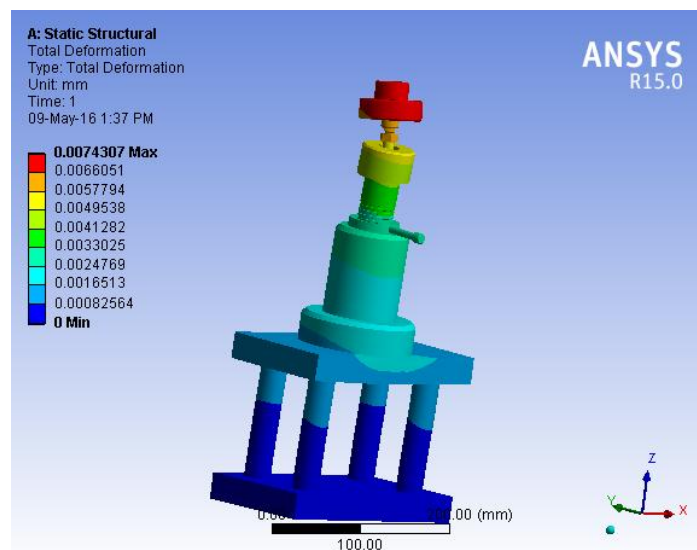 A: Static Structural
Total Deformation
Type: Total Deformation
Unit: mm
Time: 1
09-May-16 1:37 PM
ANSYS
R15.0
0.0074307 Max
0.0066051
0.0057794
0.0049538
0.0041282
0.0033025
0.0024769
0.0016513
0.00082564
0 Min
Z
Y
X
(mm)
100.00